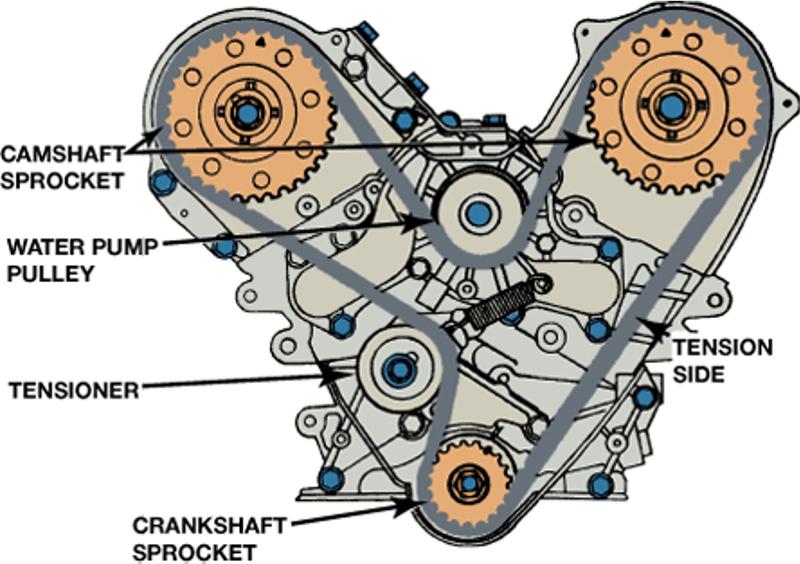 CAMSHAFT
SPROCKET
WATER PUMP
PULLEY
TENSION
SIDE
TENSIONER
CRANKSHAFT
SPROCKET